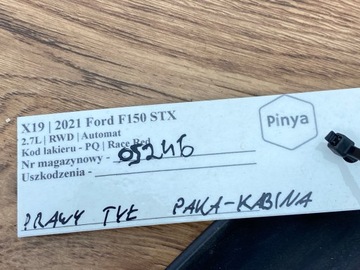 X19 | 2021 Ford F150 STX
2.7L | RWD | Automat
Kod lakieru - PQ | Race Red
Nr magazynowy - 05246
Uszkodzenia -
Pinya
PRAWY TYŁ PAKA-KABINA